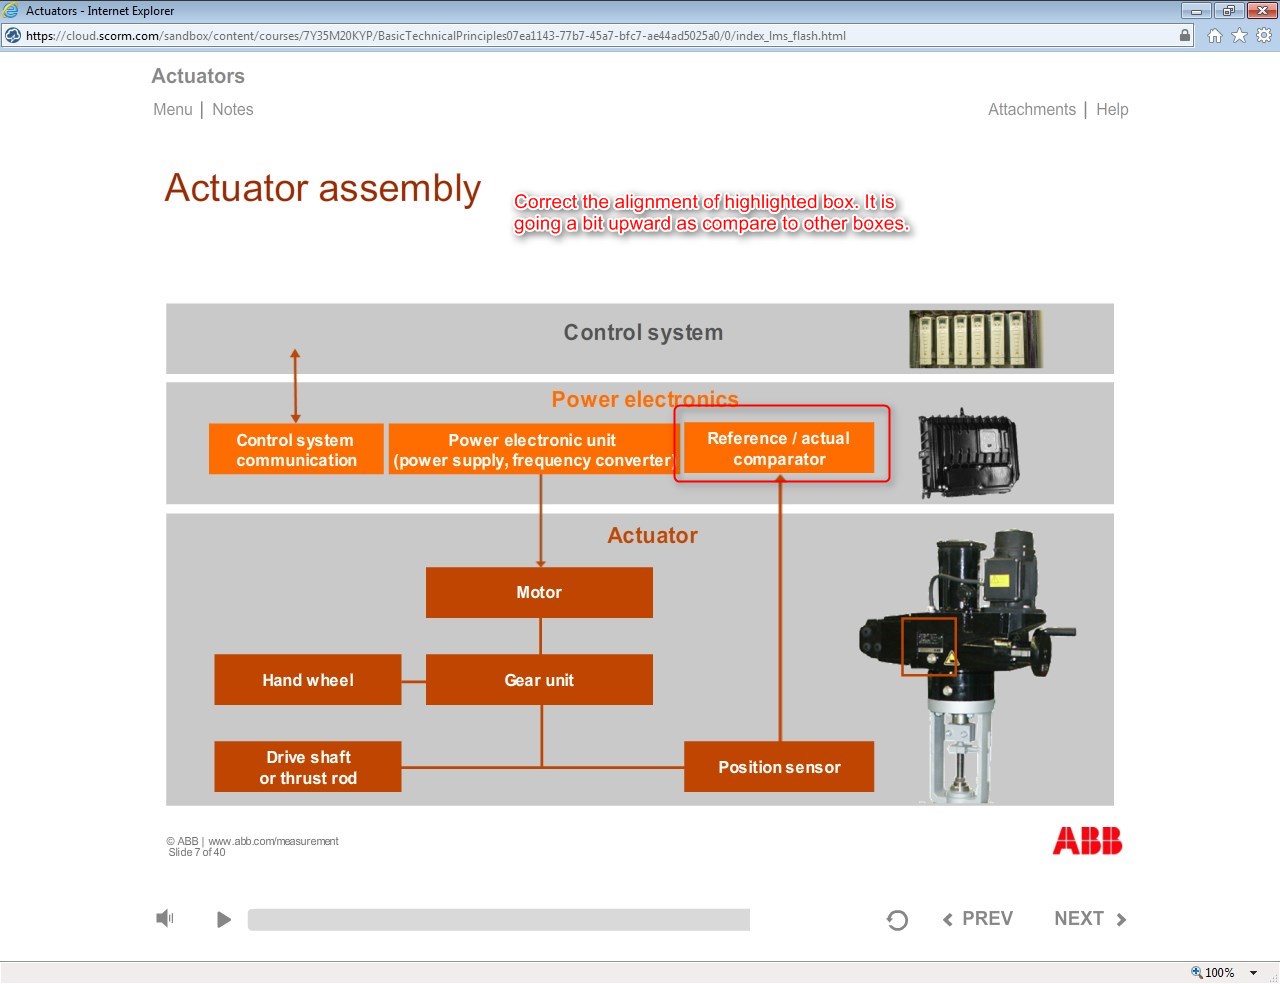 Actuators - Internet Explorer
https://cloud.scorm.com/sandbox/content/courses/7Y35M20KYP/BasicTechnicalPrinciples07ea1143-77b7-45a7-bfc7-ae44ad5025a0/0/index_lms_flash.html
Actuators
Menu | Notes
Attachments | Help
Actuator assembly
Correct the alignment of highlighted box. It is
going a bit upward as compare to other boxes.
Control system
Power electronics
Control system
communication
Power electronic unit
(power supply, frequency converter)
Reference / actual
comparator
Actuator
Motor
Hand wheel
Gear unit
Drive shaft
or thrust rod
Position sensor
© ABB | www.abb.com/measurement
Slide 7 of 40
ABB
PREV
NEXT
100%